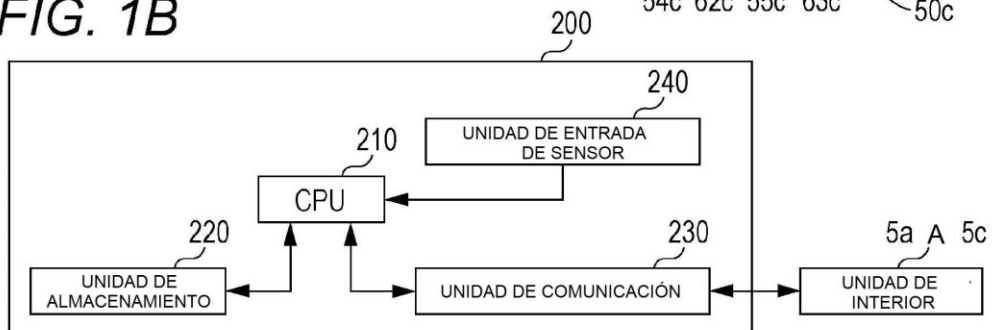 FIG. 1B
54c 62c 55c 63c
50c
200
240
UNIDAD DE ENTRADA
DE SENSOR
210
CPU
220
UNIDAD DE
ALMACENAMIENTO
230
UNIDAD DE COMUNICACIÓN
5a A 5c
UNIDAD DE
INTERIOR